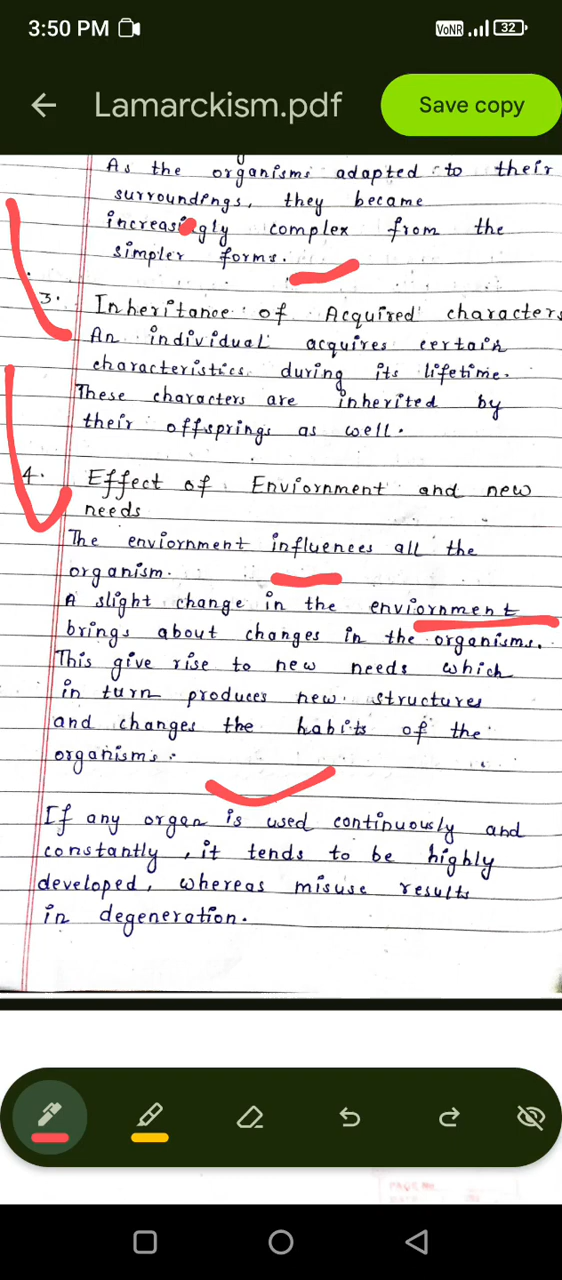 3:50 PM
VoNR 32
Lamarckism.pdf
Save copy
As the organisms adapted to their
surroundings, they became
increasingly complex from the
simpler forms.
3. Inheritance of Acquired characters
An individual acquires certain
characteristics during its lifetime.
These characters are inherited by
their offsprings as well.
4. Effect of Enviornment and new
needs
The enviornment influences all the
organism.
A slight change in the enviornment
brings about changes in the organisms.
This give rise to new needs which
in turn produces new structures
and changes the habits of the
organisms.
If any organ is used continuously and
constantly, it tends to be highly
developed, whereas misuse results
in degeneration.
PAGE No.
DATE